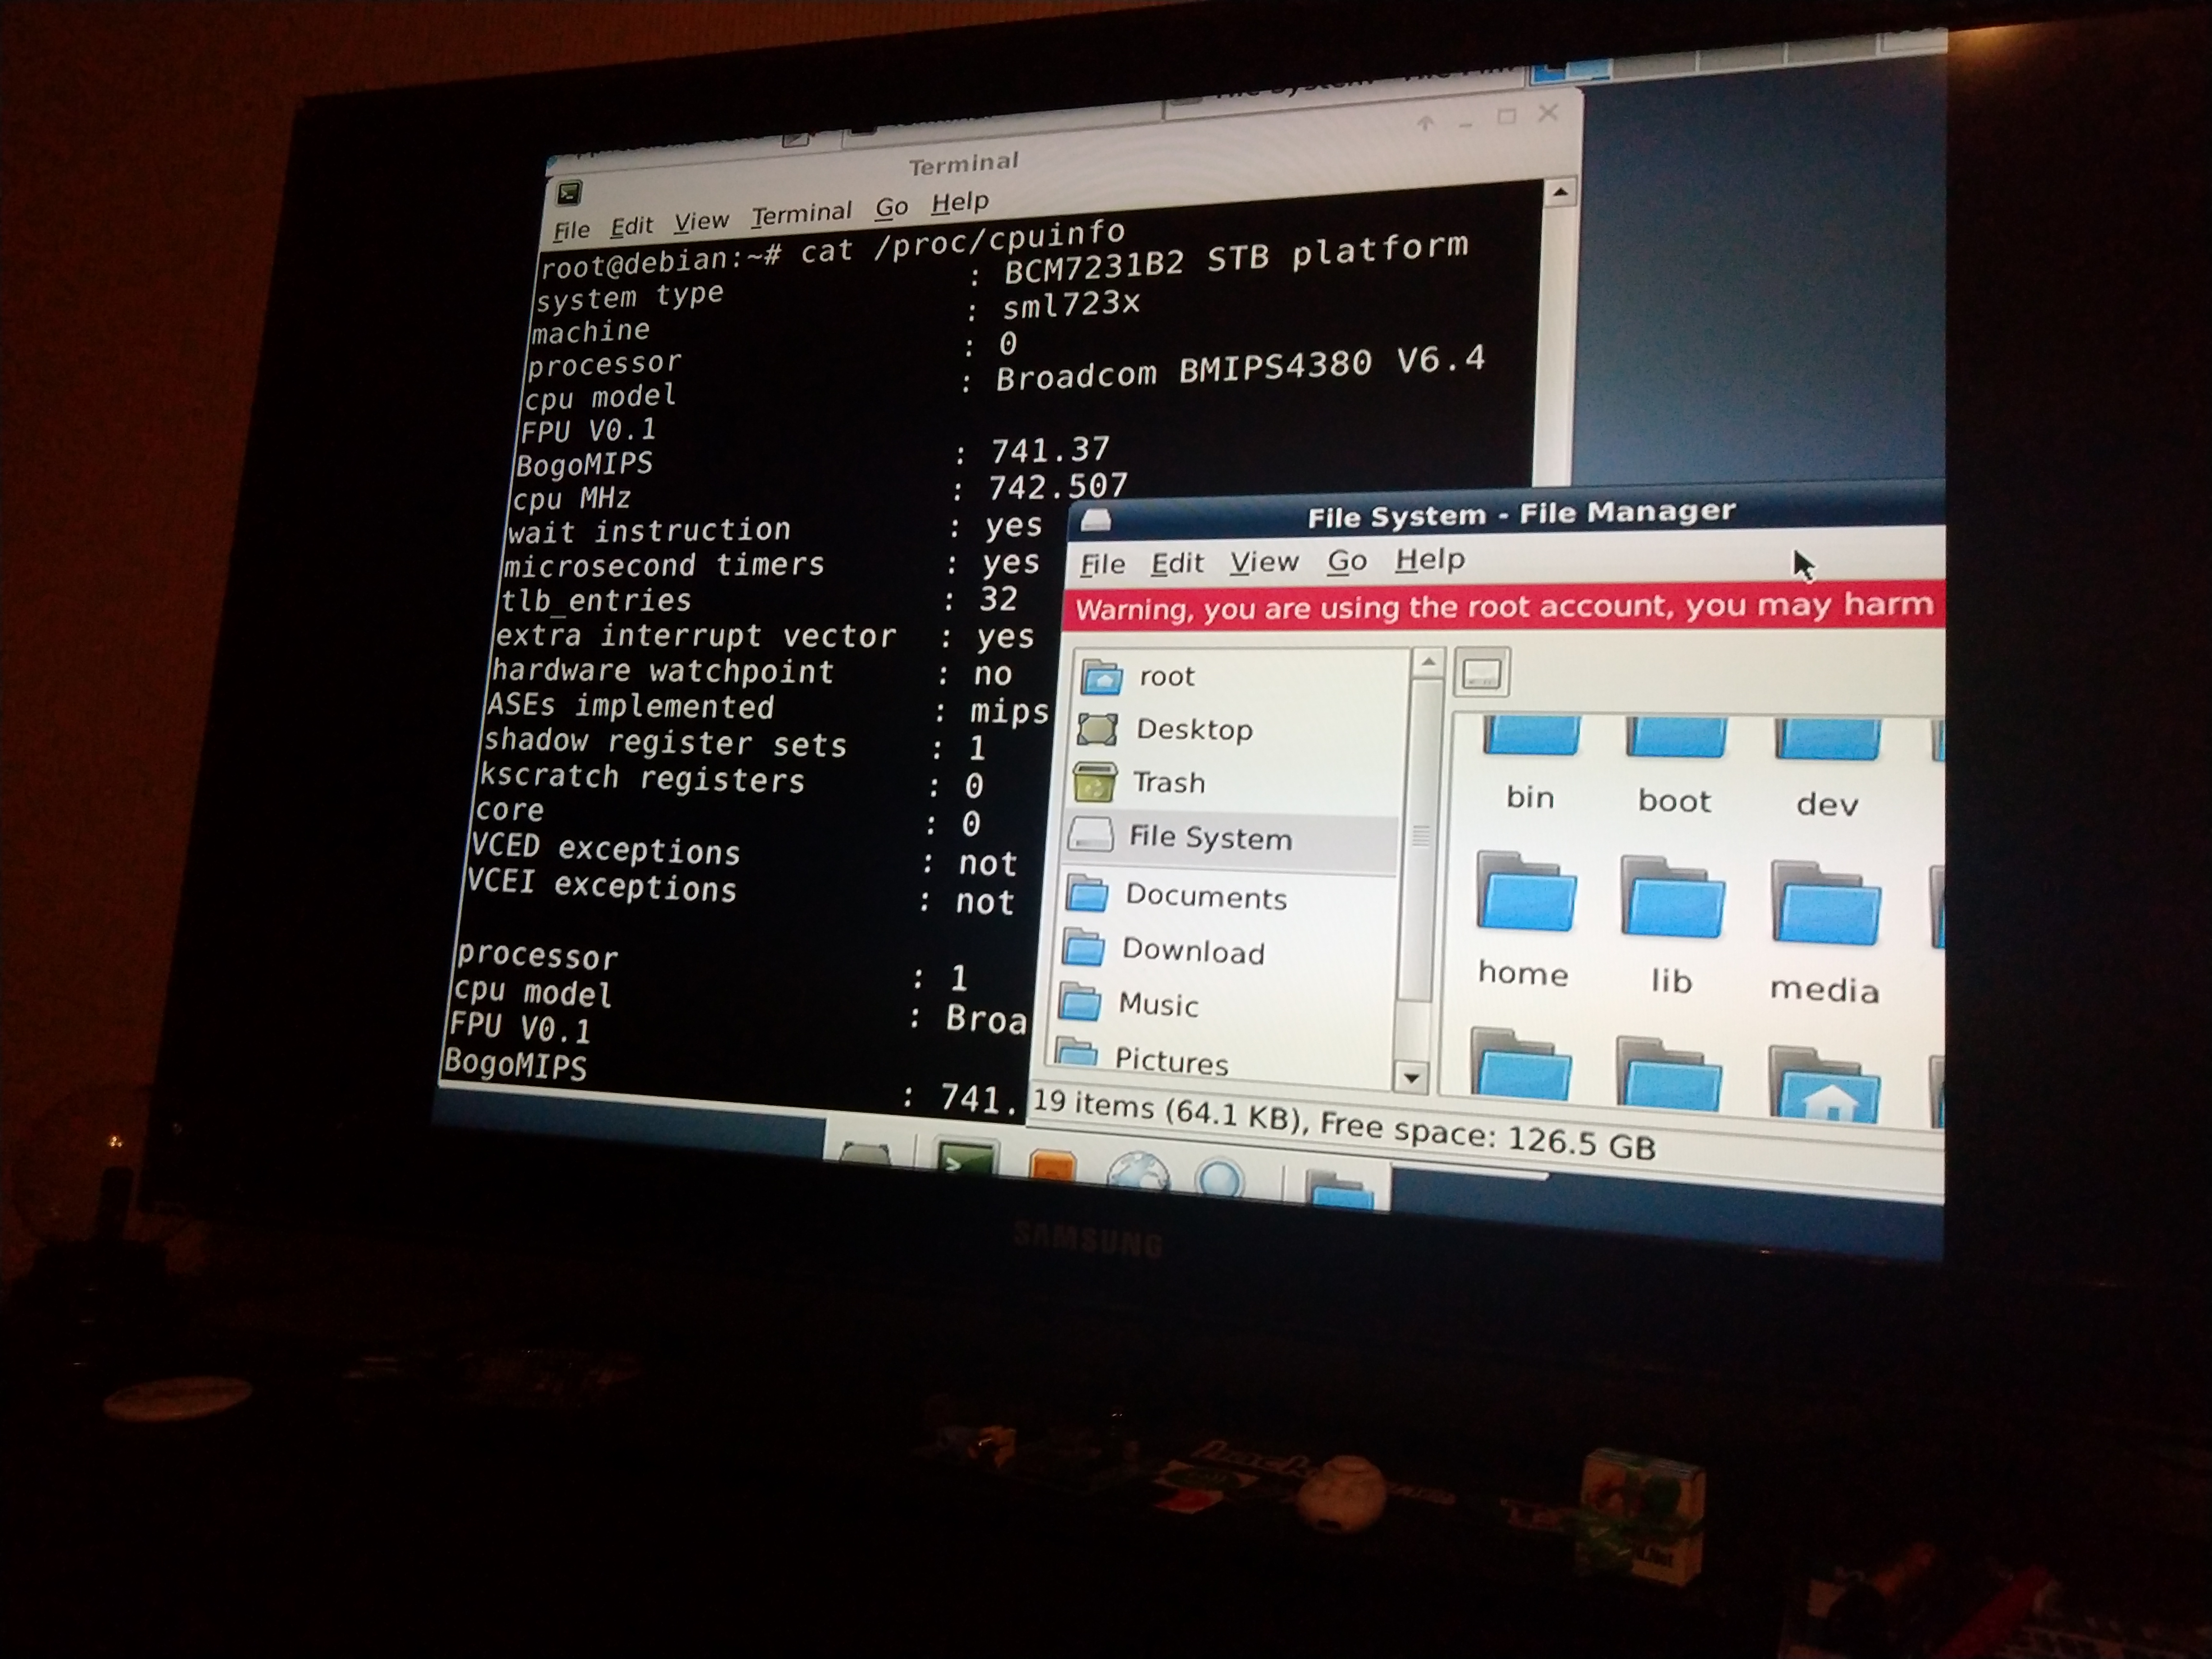 Terminal
File Edit View Terminal Go Help
root@debian:~# cat /proc/cpuinfo
system type : BCM7231B2 STB platform
machine : sml723x
processor : 0
cpu model : Broadcom BMIPS4380 V6.4
FPU V0.1
BogoMIPS : 741.37
cpu MHz : 742.507
wait instruction : yes
microsecond timers : yes
tlb_entries : 32
extra interrupt vector : yes
hardware watchpoint : no
ASEs implemented : mips
shadow register sets : 1
kscratch registers : 0
core : 0
VCED exceptions : not
VCEI exceptions : not
processor : 1
cpu model : Broa
FPU V0.1
BogoMIPS : 741.
File System - File Manager
File Edit View Go Help
Warning, you are using the root account, you may harm
root
Desktop
Trash
File System
Documents
Download
Music
Pictures
bin boot dev
home lib media
19 items (64.1 KB), Free space: 126.5 GB
SAMSUNG